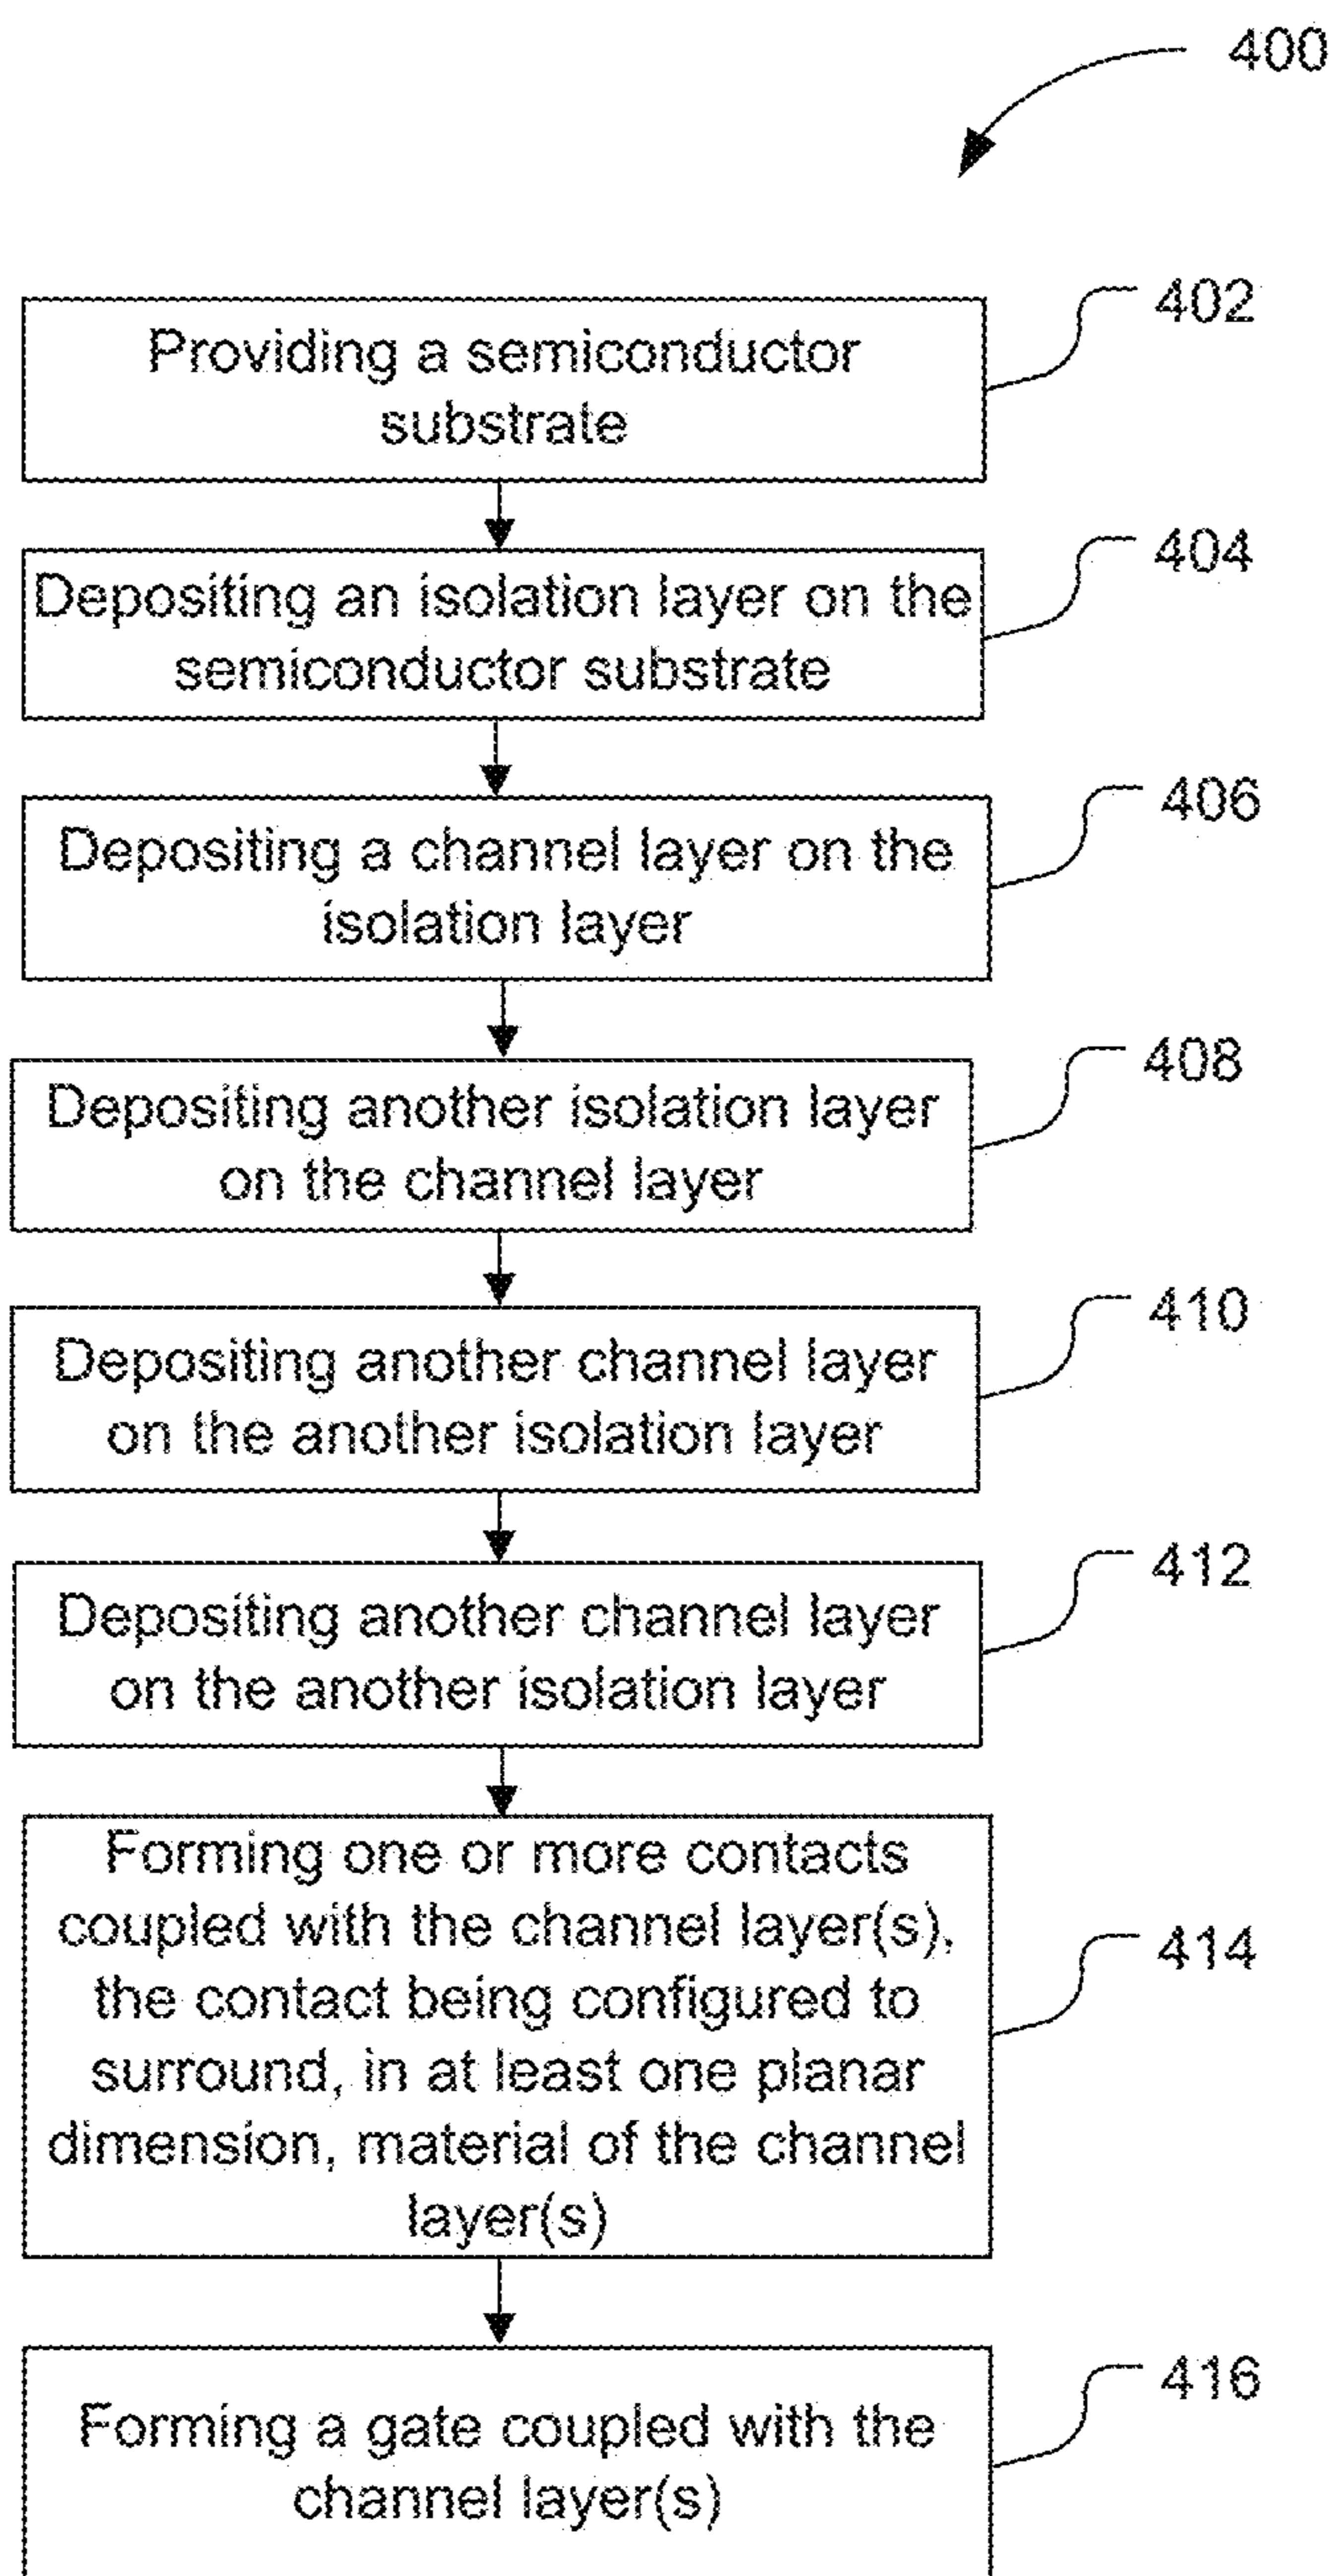 400
402
Providing a semiconductor
substrate
404
Depositing an isolation layer on the
semiconductor substrate
406
Depositing a channel layer on the
isolation layer
408
Depositing another isolation layer
on the channel layer
410
Depositing another channel layer
on the another isolation layer
412
Depositing another channel layer
on the another isolation layer
Forming one or more contacts
coupled with the channel layer(s),
the contact being configured to
surround, in at least one planar
dimension, material of the channel
layer(s)
414
416
Forming a gate coupled with the
channel layer(s)